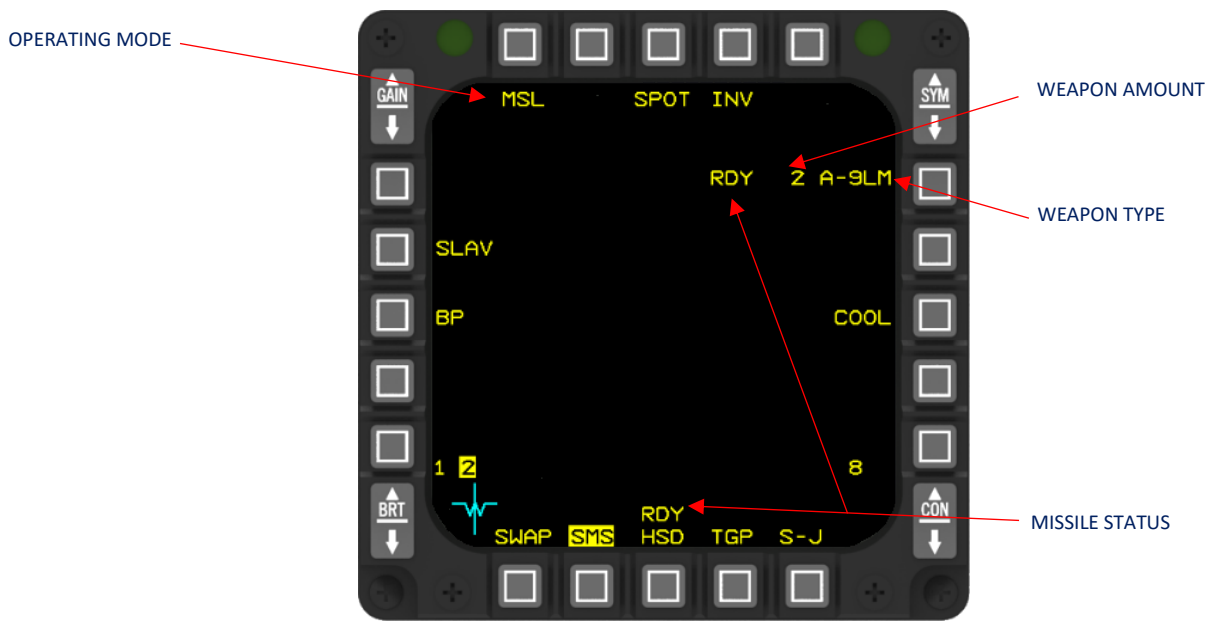 OPERATING MODE
GAIN
MSL SPOT INV
SYM
WEAPON AMOUNT
RDY 2 A-9LM
WEAPON TYPE
SLAV
BP COOL
1 2 8
BRT
RDY
CON
MISSILE STATUS
SWAP SMS HSD TGP S-J